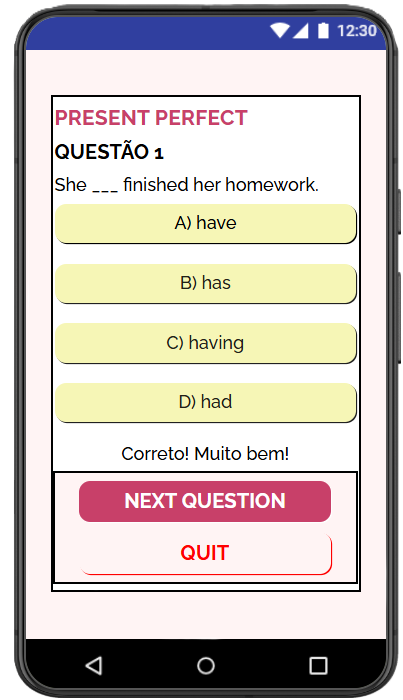 12:30
PRESENT PERFECT
QUESTÃO 1
She ___ finished her homework.
A) have
B) has
C) having
D) had
Correto! Muito bem!
NEXT QUESTION
QUIT